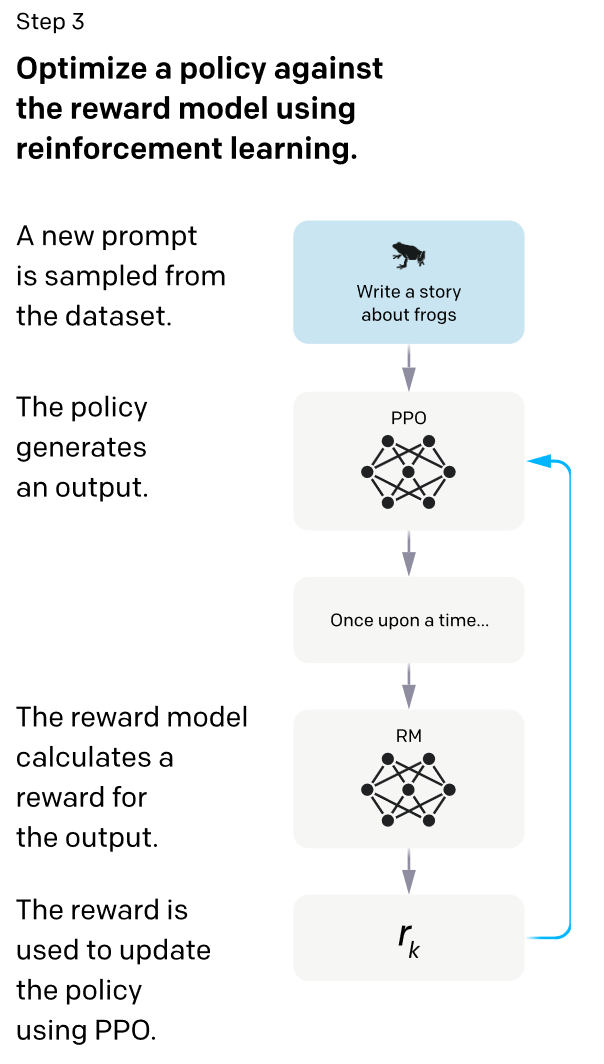 Step 3
Optimize a policy against
the reward model using
reinforcement learning.
A new prompt
is sampled from
the dataset.
Write a story
about frogs
The policy
generates
an output.
PPO
Once upon a time...
The reward model
calculates a
reward for
the output.
RM
The reward is
used to update
the policy
using PPO.
rₖ